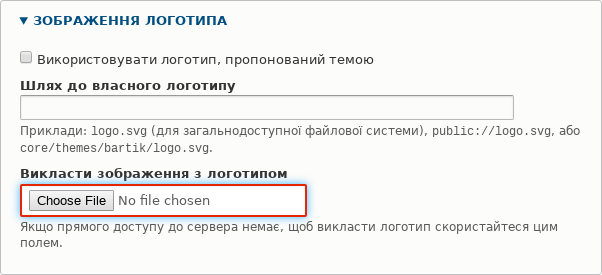 ЗОБРАЖЕННЯ ЛОГОТИПА
Використовувати логотип, пропонований темою
Шлях до власного логотипу
Приклади: logo.svg (для загальнодоступної файлової системи), public://logo.svg, або
core/themes/bartik/logo.svg.
Викласти зображення з логотипом
Choose File No file chosen
Якщо прямого доступу до сервера немає, щоб викласти логотип скористайтеся цим
полем.